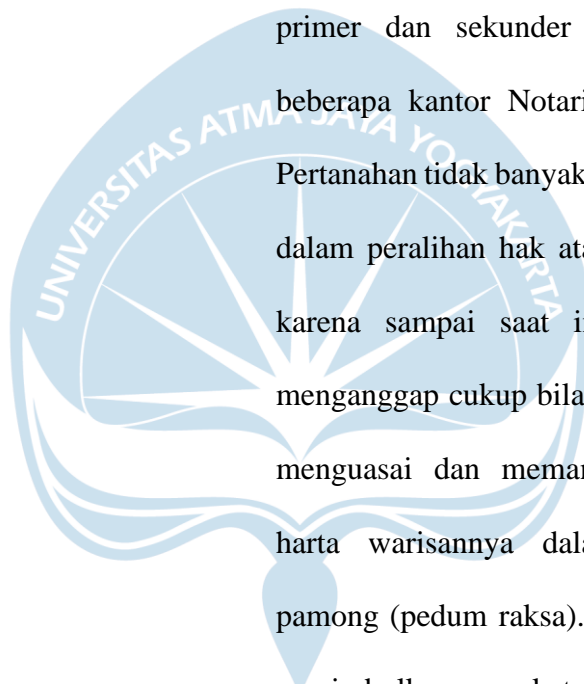 primer dan sekunder
beberapa kantor Notari
Pertanahan tidak banyak
dalam peralihan hak at
karena sampai saat i
menganggap cukup bila
menguasai dan mema
harta warisannya dal
pamong (pedum raksa).
UNIVERSITAS ATMA JAYA YOGYAKARTA